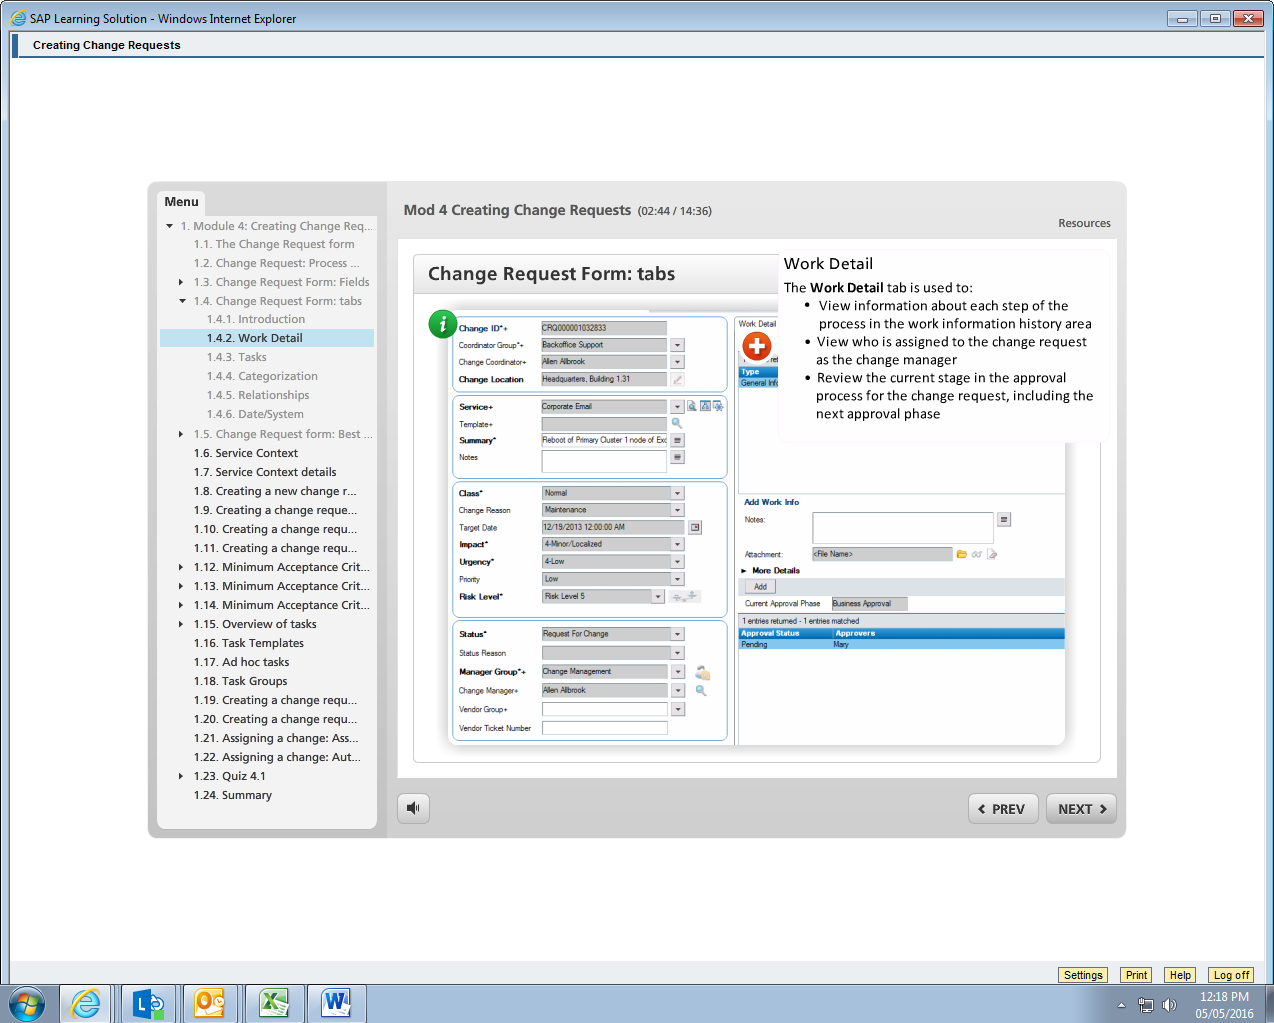 SAP Learning Solution - Windows Internet Explorer
Creating Change Requests
Menu
1. Module 4: Creating Change Req...
1.1. The Change Request form
1.2. Change Request: Process ...
1.3. Change Request Form: Fields
1.4. Change Request Form: tabs
1.4.1. Introduction
1.4.2. Work Detail
1.4.3. Tasks
1.4.4. Categorization
1.4.5. Relationships
1.4.6. Date/System
1.5. Change Request form: Best ...
1.6. Service Context
1.7. Service Context details
1.8. Creating a new change r...
1.9. Creating a change reque...
1.10. Creating a change requ...
1.11. Creating a change requ...
1.12. Minimum Acceptance Crit...
1.13. Minimum Acceptance Crit...
1.14. Minimum Acceptance Crit...
1.15. Overview of tasks
1.16. Task Templates
1.17. Ad hoc tasks
1.18. Task Groups
1.19. Creating a change requ...
1.20. Creating a change requ...
1.21. Assigning a change: Ass...
1.22. Assigning a change: Aut...
1.23. Quiz 4.1
1.24. Summary
Mod 4 Creating Change Requests (02:44 / 14:36)
Resources
Change Request Form: tabs
Work Detail
The Work Detail tab is used to:
• View information about each step of the
process in the work information history area
• View who is assigned to the change request
as the change manager
• Review the current stage in the approval
process for the change request, including the
next approval phase
Change ID*+ CRQ000001032833
Coordinator Group*+ Backoffice Support
Change Coordinator+ Allen Allbrook
Change Location Headquarters, Building 1.31
Service+ Corporate Email
Template+
Summary* Reboot of Primary Cluster 1 node of Exc
Notes
Class* Normal
Change Reason Maintenance
Target Date 12/19/2013 12:00:00 AM
Impact* 4-Minor/Localized
Urgency* 4-Low
Priority Low
Risk Level* Risk Level 5
Status* Request For Change
Status Reason
Manager Group*+ Change Management
Change Manager+ Allen Allbrook
Vendor Group+
Vendor Ticket Number
Work Detail
Type
General Info
Add Work Info
Notes:
Attachment: <File Name>
More Details
Add
Current Approval Phase Business Approval
1 entries returned - 1 entries matched
Approval Status Approvers
Pending Mary
PREV NEXT
Settings Print Help Log off
12:18 PM
05/05/2016